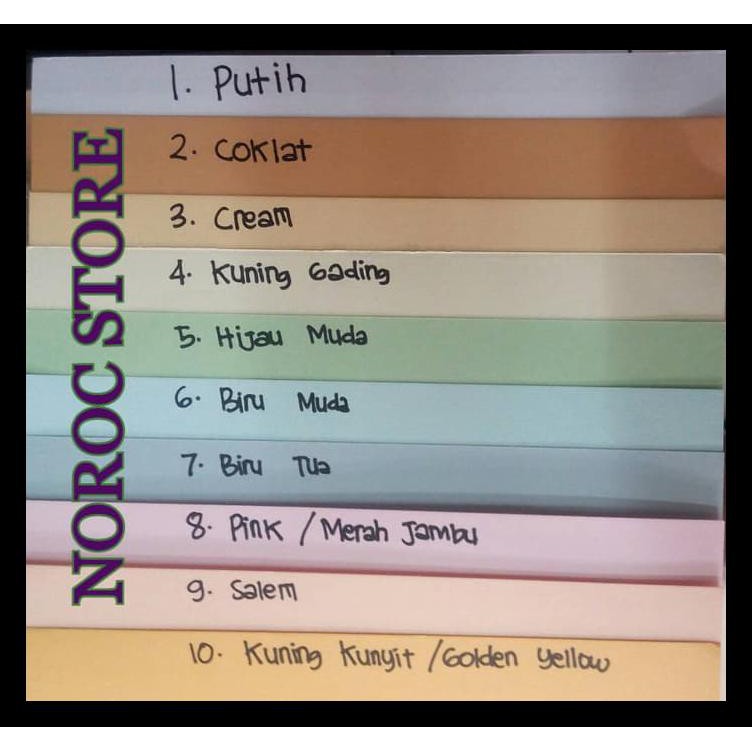 1. Putih
2. Coklat
3. Cream
4. Kuning Gading
5. Hijau Muda
6. Biru Muda
7. Biru Tua
8. Pink / Merah Jambu
9. Salem
10. Kuning Kunyit / Golden Yellow
NOROC STORE